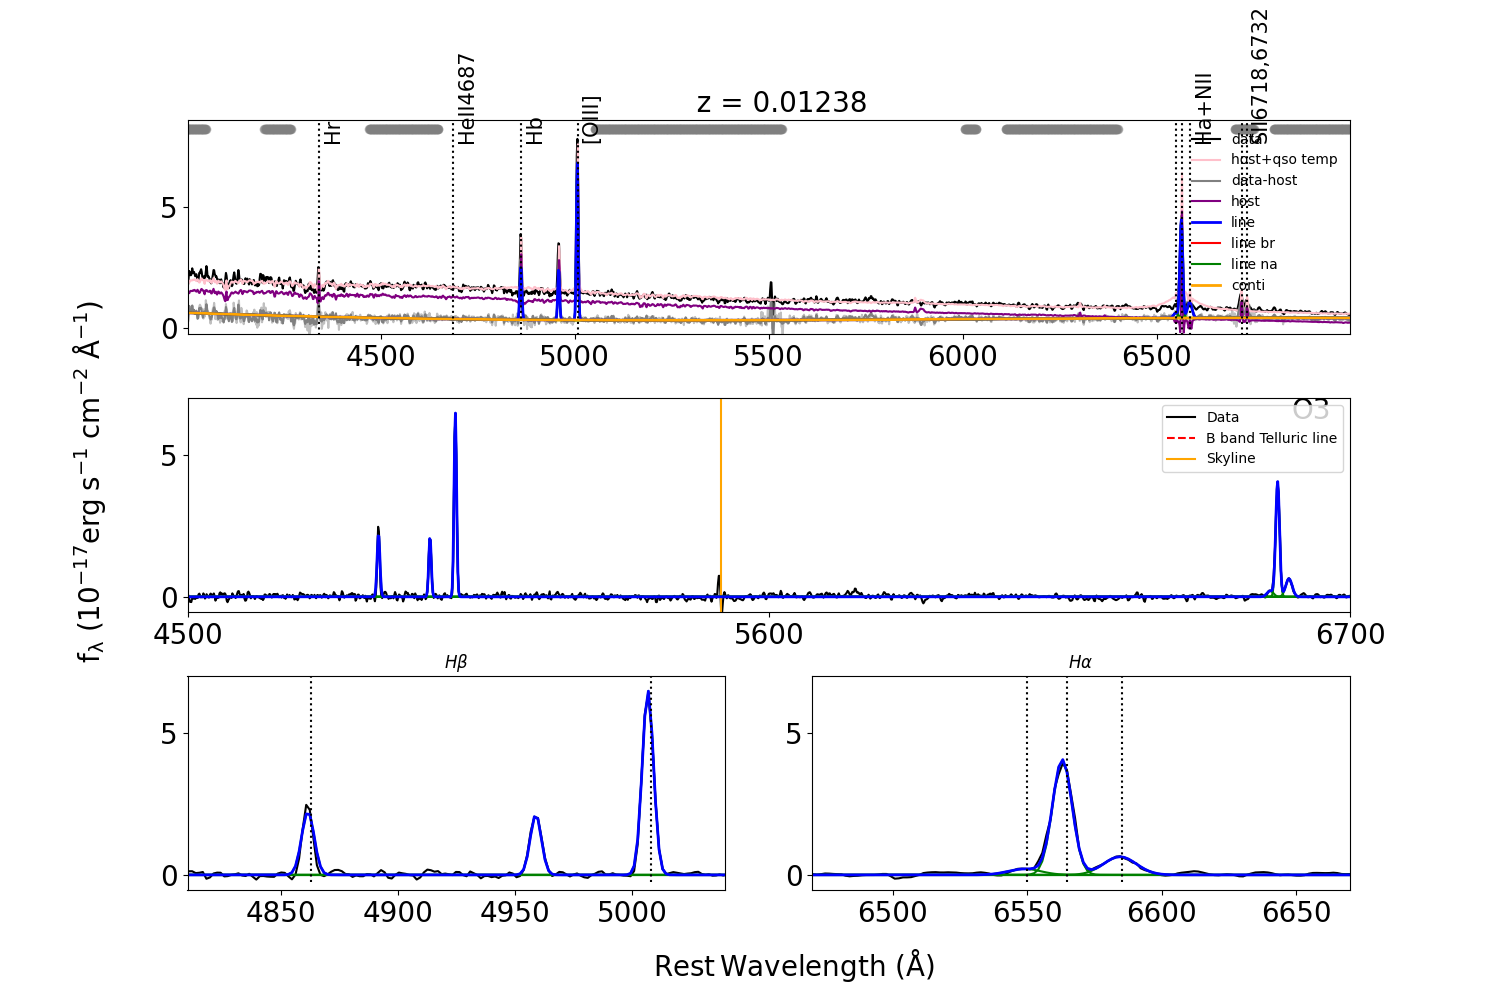 z = 0.01238
Hr
HeII4687
Hb
[OIII]
Ha+NII
SII6718,6732
data
host+qso temp
data-host
host
line
line br
line na
conti
5
0
4500 5000 5500 6000 6500
O3
Data
B band Telluric line
Skyline
5
0
4500 5600 6700
fλ (10⁻¹⁷erg s⁻¹ cm⁻² Å⁻¹)
Hβ
5
0
4850 4900 4950 5000
Hα
5
0
6500 6550 6600 6650
Rest Wavelength (Å)